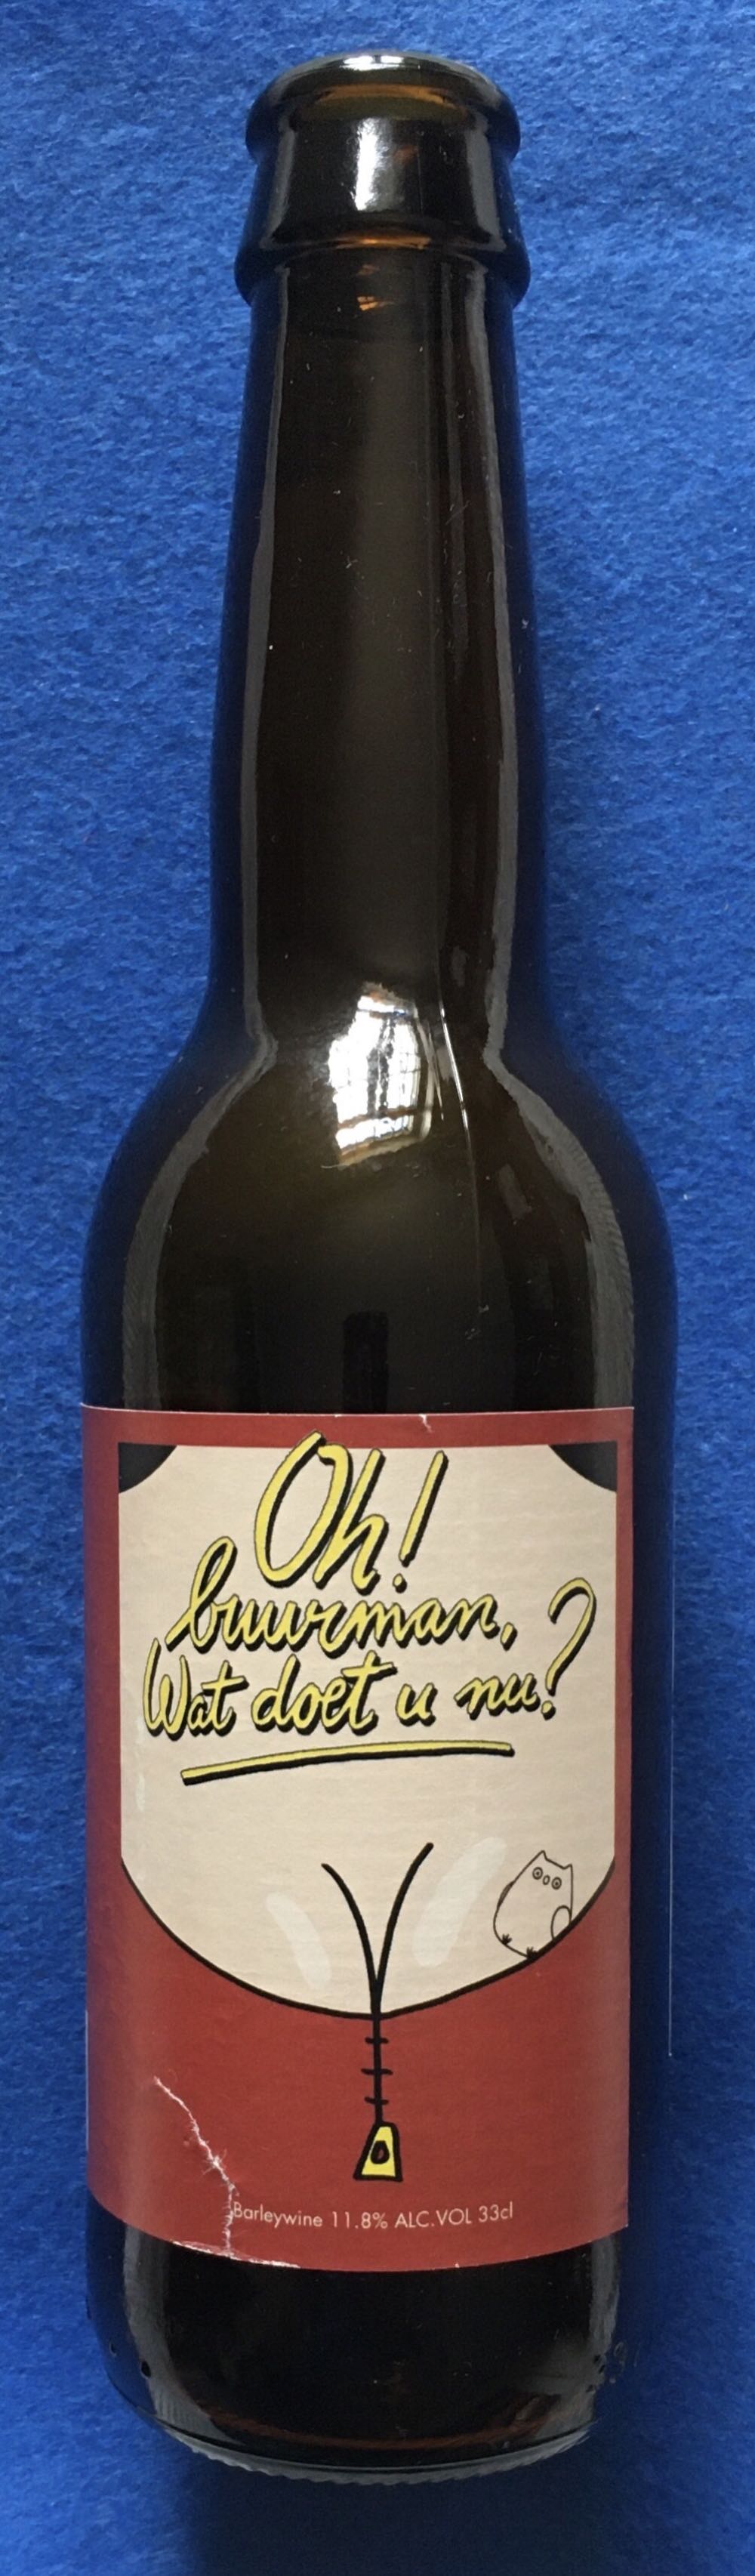 Oh!
buurman,
Wat doet u nu?
Barleywine 11.8% ALC.VOL 33cl